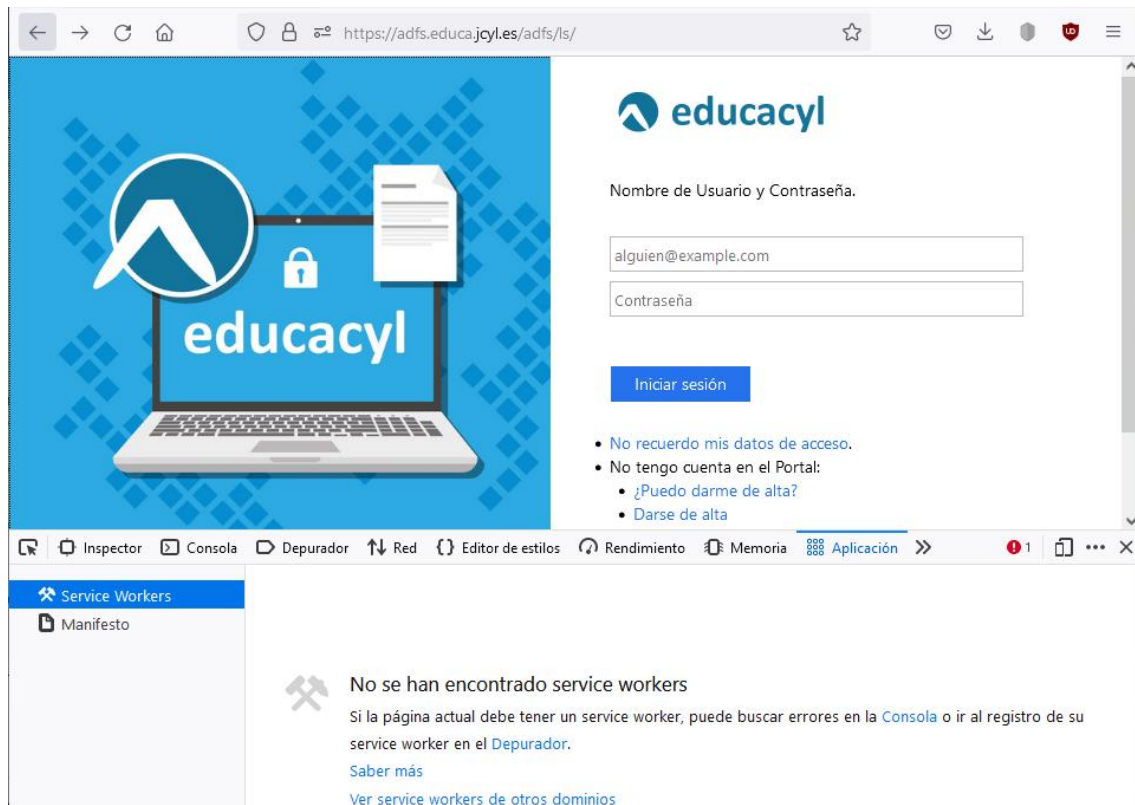 https://adfs.educa.jcyl.es/adfs/ls/
educacyl
educacyl
Nombre de Usuario y Contraseña.
alguien@example.com
Contraseña
Iniciar sesión
No recuerdo mis datos de acceso.
No tengo cuenta en el Portal:
¿Puedo darme de alta?
Darse de alta
Inspector Consola Depurador Red Editor de estilos Rendimiento Memoria Aplicación 1
Service Workers
Manifesto
No se han encontrado service workers
Si la página actual debe tener un service worker, puede buscar errores en la Consola o ir al registro de su
service worker en el Depurador.
Saber más
Ver service workers de otros dominios